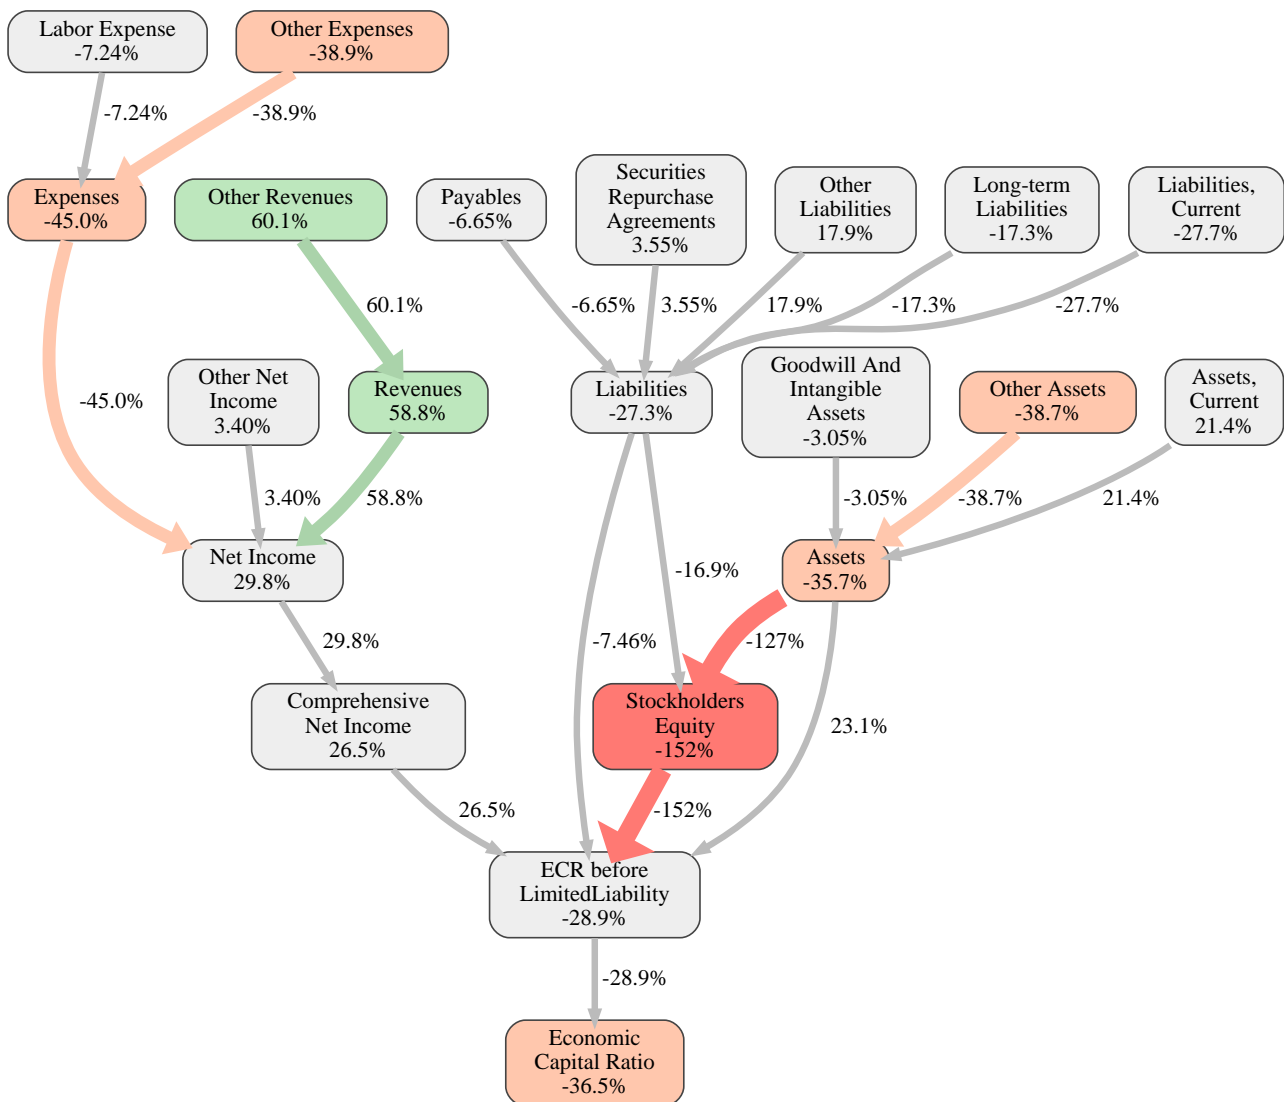 Labor Expense
-7.24%
Other Expenses
-38.9%
-7.24%
-38.9%
Expenses
-45.0%
Other Revenues
60.1%
Payables
-6.65%
Securities
Repurchase
Agreements
3.55%
Other
Liabilities
17.9%
Long-term
Liabilities
-17.3%
Liabilities,
Current
-27.7%
60.1%
-6.65%
3.55%
17.9%
-17.3%
-27.7%
-45.0%
Other Net
Income
3.40%
Revenues
58.8%
Liabilities
-27.3%
Goodwill And
Intangible
Assets
-3.05%
Other Assets
-38.7%
Assets,
Current
21.4%
3.40%
58.8%
-3.05%
-38.7%
21.4%
Net Income
29.8%
-16.9%
Assets
-35.7%
29.8%
-7.46%
-127%
Comprehensive
Net Income
26.5%
Stockholders
Equity
-152%
23.1%
26.5%
-152%
ECR before
LimitedLiability
-28.9%
-28.9%
Economic
Capital Ratio
-36.5%